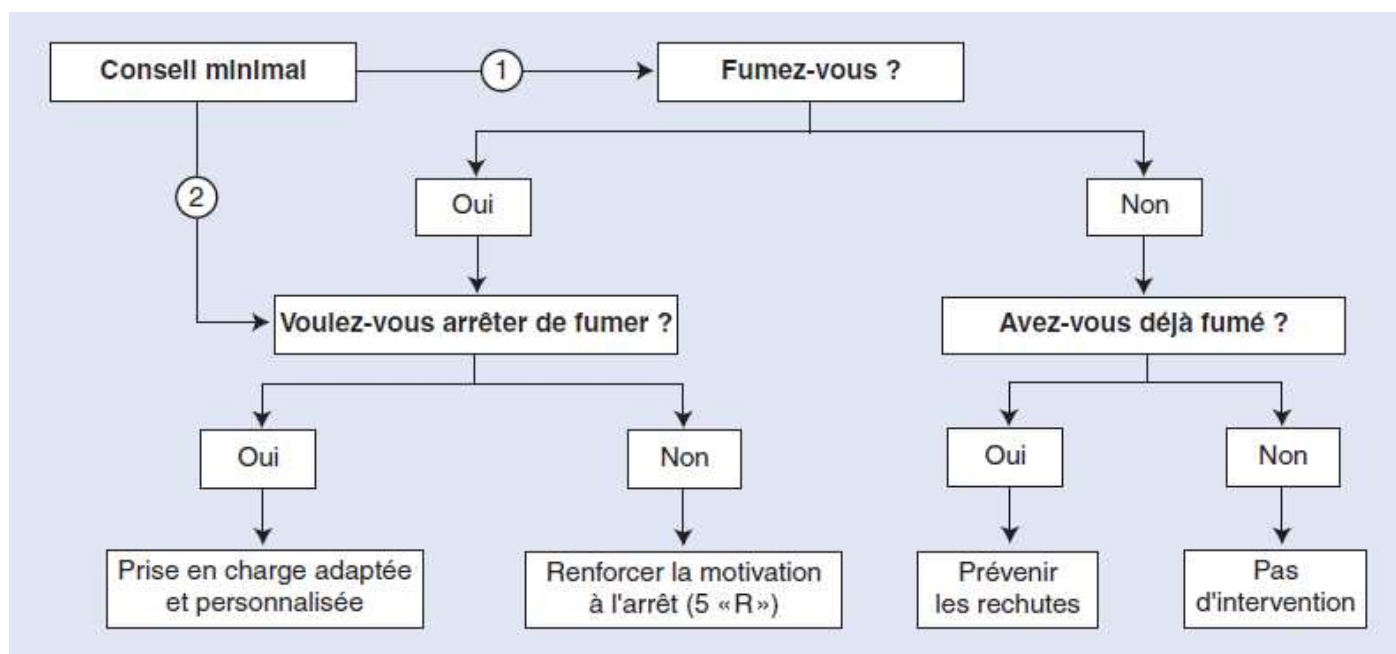 Conseil minimal
1
Fumez-vous ?
2
Oui
Non
Voulez-vous arrêter de fumer ?
Avez-vous déjà fumé ?
Oui
Non
Oui
Non
Prise en charge adaptée
et personnalisée
Renforcer la motivation
à l'arrêt (5 «R»)
Prévenir
les rechutes
Pas
d'intervention